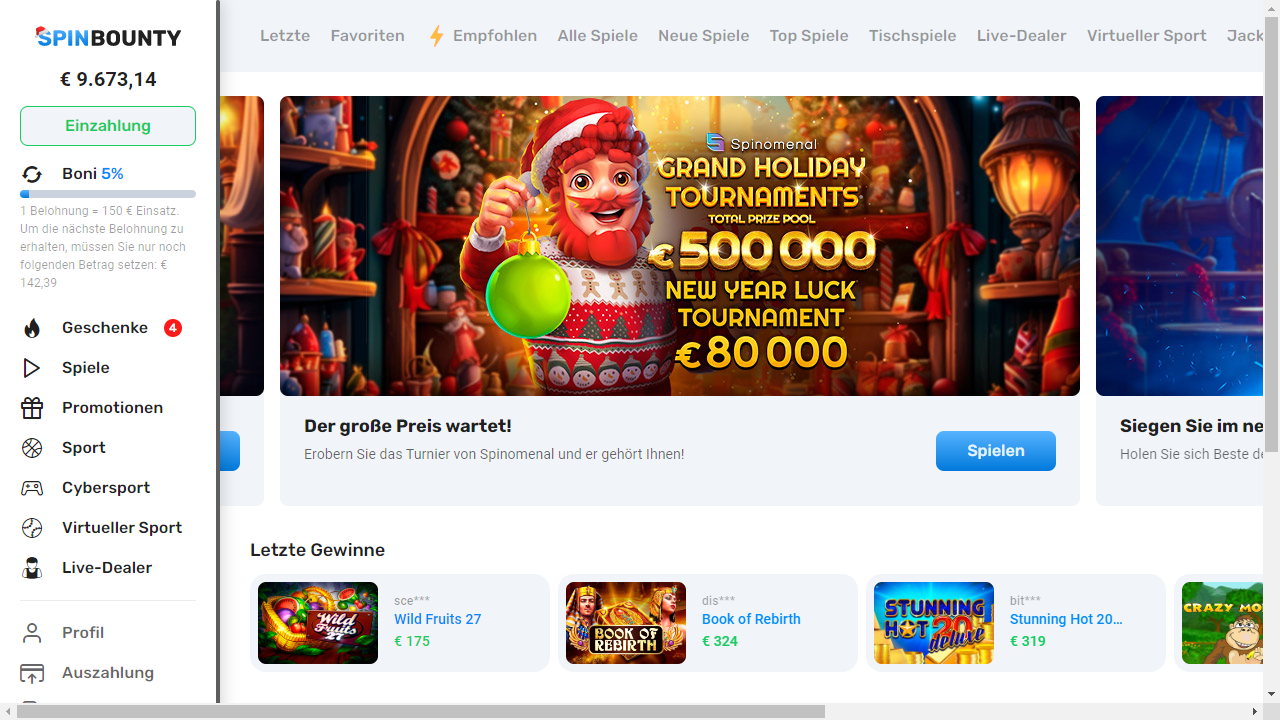 SPINBOUNTY
€ 9.673,14
Einzahlung
Boni 5%
1 Belohnung = 150 € Einsatz.
Um die nächste Belohnung zu
erhalten, müssen Sie nur noch
folgenden Betrag setzen: €
142,39
Geschenke 4
Spiele
Promotionen
Sport
Cybersport
Virtueller Sport
Live-Dealer
Profil
Auszahlung
Letzte Favoriten Empfohlen Alle Spiele Neue Spiele Top Spiele Tischspiele Live-Dealer Virtueller Sport Jack
Spinomenal
GRAND HOLIDAY
TOURNAMENTS
TOTAL PRIZE POOL
€500 000
NEW YEAR LUCK
TOURNAMENT
€80 000
Der große Preis wartet!
Erobern Sie das Turnier von Spinomenal und er gehört Ihnen!
Spielen
Siegen Sie im ne
Holen Sie sich Beste de
Letzte Gewinne
Wild
Fruits
27
sce***
Wild Fruits 27
€ 175
BOOK OF
REBIRTH
dis***
Book of Rebirth
€ 324
STUNNING
HOT 20
deluxe
bit***
Stunning Hot 20...
€ 319
CRAZY MO